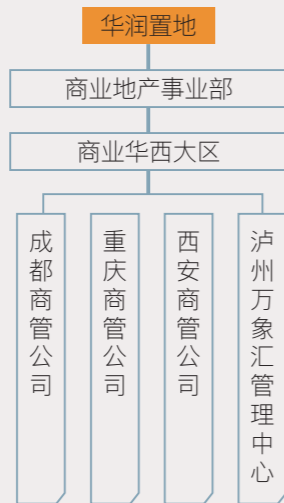 华润置地
商业地产事业部
商业华西大区
成都商管公司
重庆商管公司
西安商管公司
泸州万象汇管理中心